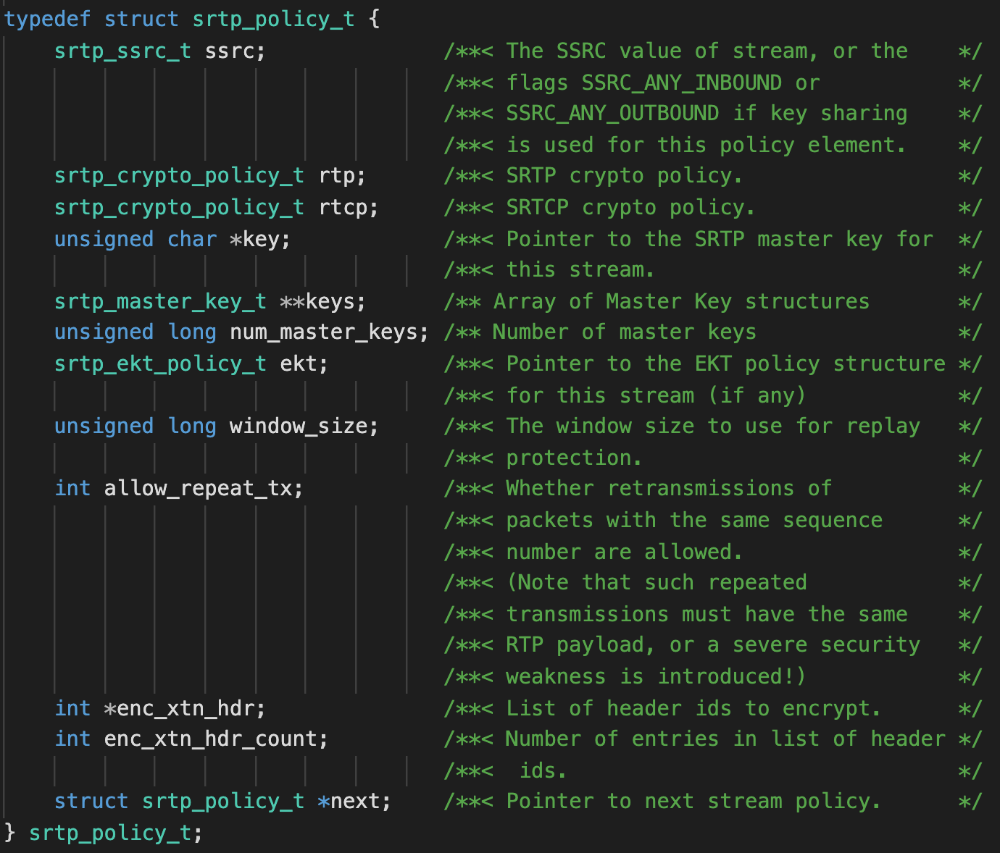 typedef struct srtp_policy_t {
    srtp_ssrc_t ssrc;              /**< The SSRC value of stream, or the    */
                                   /**< flags SSRC_ANY_INBOUND or           */
                                   /**< SSRC_ANY_OUTBOUND if key sharing    */
                                   /**< is used for this policy element.    */
    srtp_crypto_policy_t rtp;      /**< SRTP crypto policy.                 */
    srtp_crypto_policy_t rtcp;     /**< SRTCP crypto policy.                */
    unsigned char *key;            /**< Pointer to the SRTP master key for  */
                                   /**< this stream.                        */
    srtp_master_key_t **keys;      /** Array of Master Key structures       */
    unsigned long num_master_keys; /** Number of master keys                */
    srtp_ekt_policy_t ekt;         /**< Pointer to the EKT policy structure */
                                   /**< for this stream (if any)            */
    unsigned long window_size;     /**< The window size to use for replay   */
                                   /**< protection.                         */
    int allow_repeat_tx;           /**< Whether retransmissions of          */
                                   /**< packets with the same sequence      */
                                   /**< number are allowed.                 */
                                   /**< (Note that such repeated            */
                                   /**< transmissions must have the same    */
                                   /**< RTP payload, or a severe security   */
                                   /**< weakness is introduced!)            */
    int *enc_xtn_hdr;              /**< List of header ids to encrypt.      */
    int enc_xtn_hdr_count;         /**< Number of entries in list of header */
                                   /**<  ids.                               */
    struct srtp_policy_t *next;    /**< Pointer to next stream policy.      */
} srtp_policy_t;